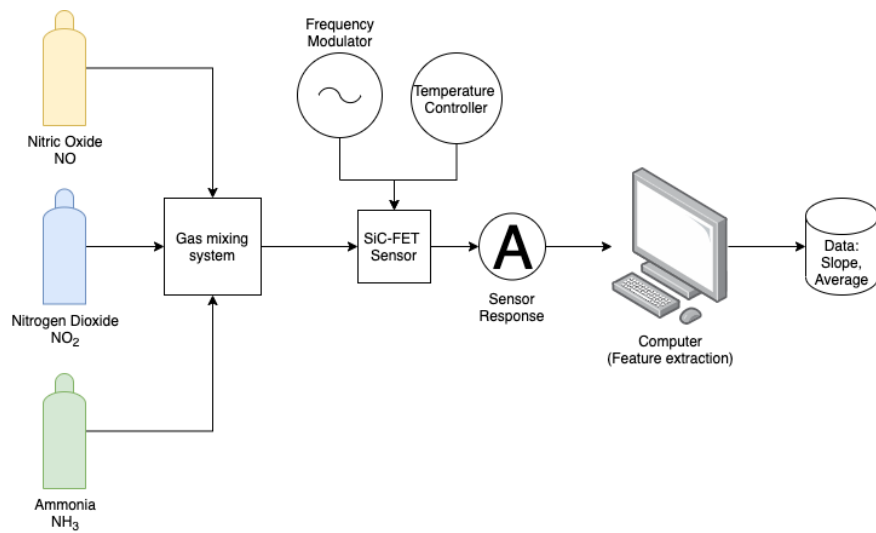 Frequency
Modulator
Temperature
Controller
Nitric Oxide
NO
Gas mixing
system
SiC-FET
Sensor
A
Data:
Slope,
Average
Sensor
Response
Nitrogen Dioxide
NO2
Computer
(Feature extraction)
Ammonia
NH3